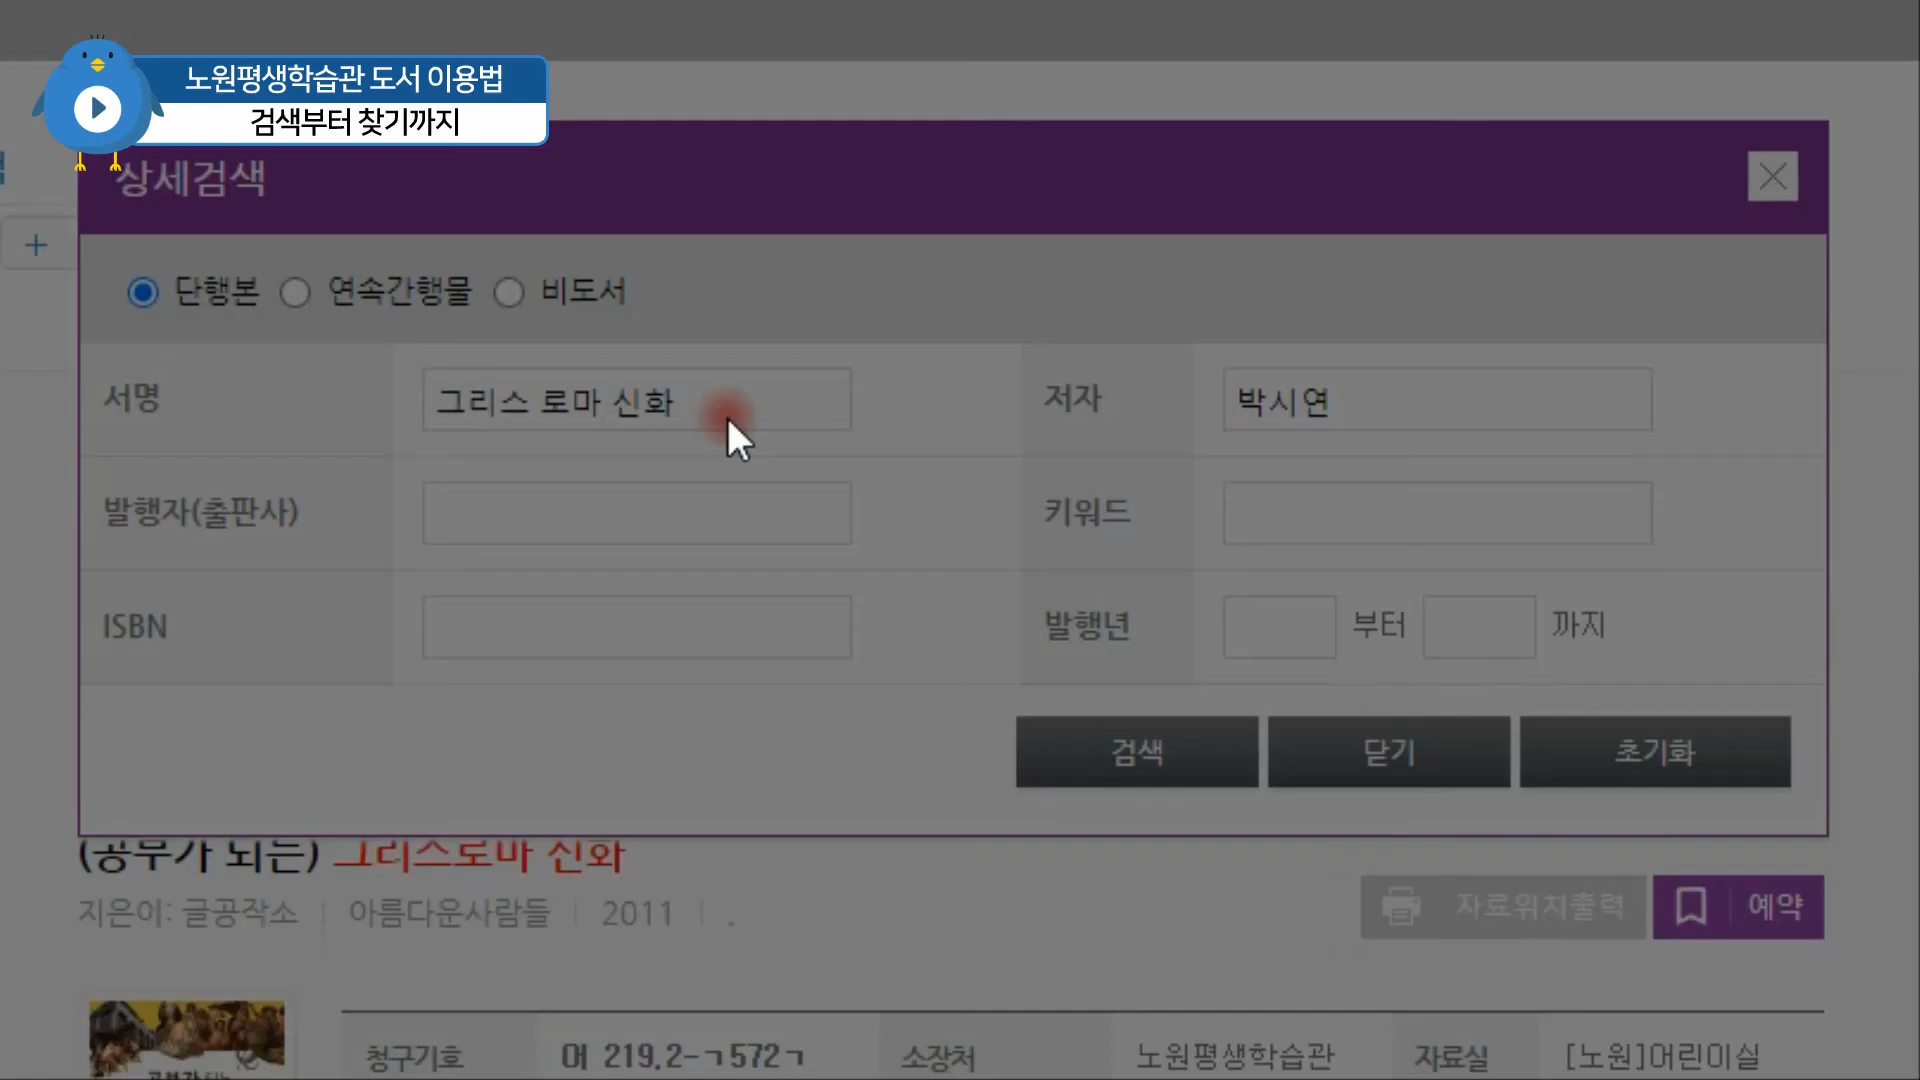 노원평생학습관 도서 이용법
검색부터 찾기까지
상세검색
단행본 연속간행물 비도서
서명 그리스 로마 신화 저자 박시연
발행자(출판사) 키워드
ISBN 발행년 부터 까지
검색 닫기 초기화
(공부가 되는) 그리스로마 신화
지은이: 글공작소 아름다운사람들 2011 .
자료위치출력 예약
청구기호 어 219.2-ㄱ572ㄱ 소장처 노원평생학습관 자료실 [노원]어린이실